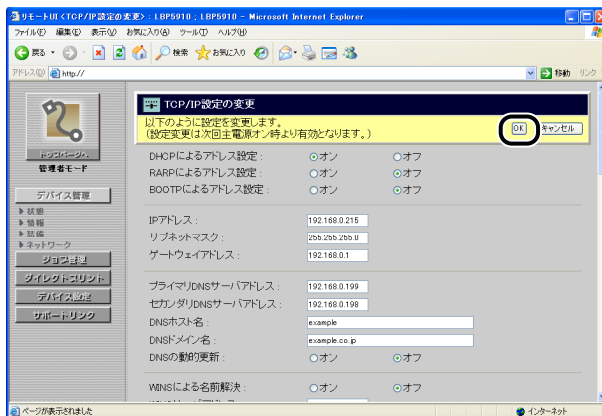 リモートUI <TCP/IP設定の変更> : LBP5910 ; LBP5910 - Microsoft Internet Explorer
ファイル(F) 編集(E) 表示(V) お気に入り(A) ツール(T) ヘルプ(H)
戻る 検索 お気に入り
アドレス(D) http:// 移動 リンク
トップページへ
管理者モード
デバイス管理
状態
情報
ネットワーク
ジョブ管理
ダイレクトプリント
デバイス設定
サポートリンク
TCP/IP設定の変更
以下のように設定を変更します。
(設定変更は次回主電源オン時より有効となります。)
OK キャンセル
DHCPによるアドレス設定 : オン オフ
RARPによるアドレス設定 : オン オフ
BOOTPによるアドレス設定 : オン オフ
IPアドレス : 192.168.0.215
サブネットマスク : 255.255.255.0
ゲートウェイアドレス : 192.168.0.1
プライマリDNSサーバアドレス : 192.168.0.199
セカンダリDNSサーバアドレス : 192.168.0.198
DNSホスト名 : example
DNSドメイン名 : example.co.jp
DNSの動的更新 : オン オフ
WINSによる名前解決 : オン オフ
ページが表示されました インターネット